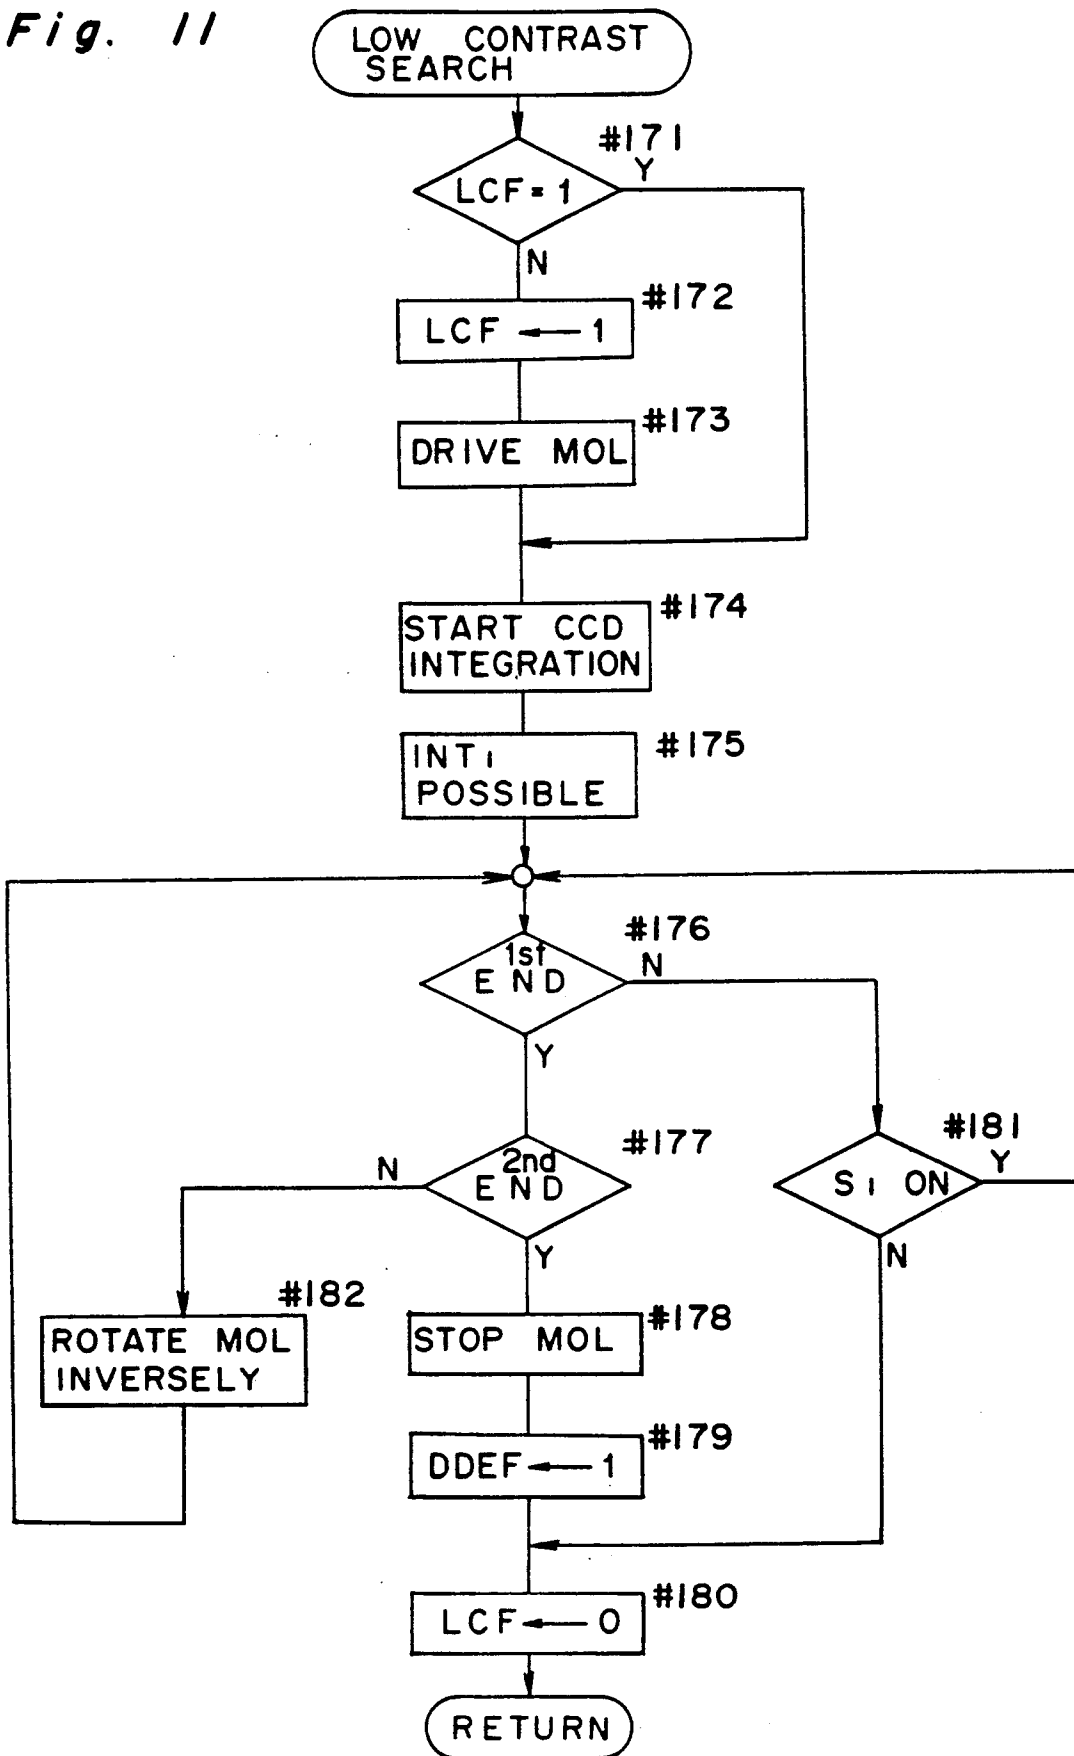 Fig. 11
LOW CONTRAST
SEARCH
#171
Y
LCF = 1
N
#172
LCF ← 1
#173
DRIVE MOL
#174
START CCD
INTEGRATION
#175
INT1
POSSIBLE
#176
1st
END
N
Y
#177
2nd
END
N
Y
#181
S1 ON
Y
N
#182
ROTATE MOL
INVERSELY
#178
STOP MOL
#179
DDEF ← 1
#180
LCF ← 0
RETURN